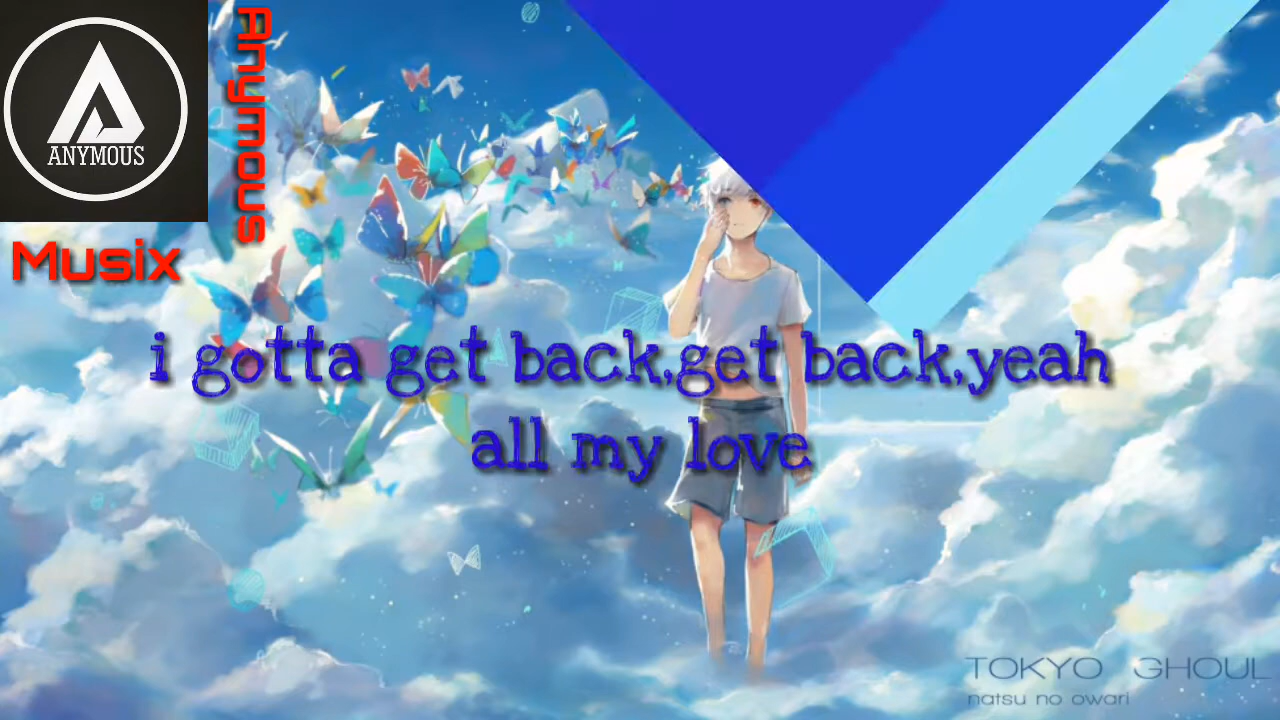 ANYMOUS
Anymous
Musix
i gotta get back,get back,yeah
all my love
TOKYO GHOUL
natsu no owari